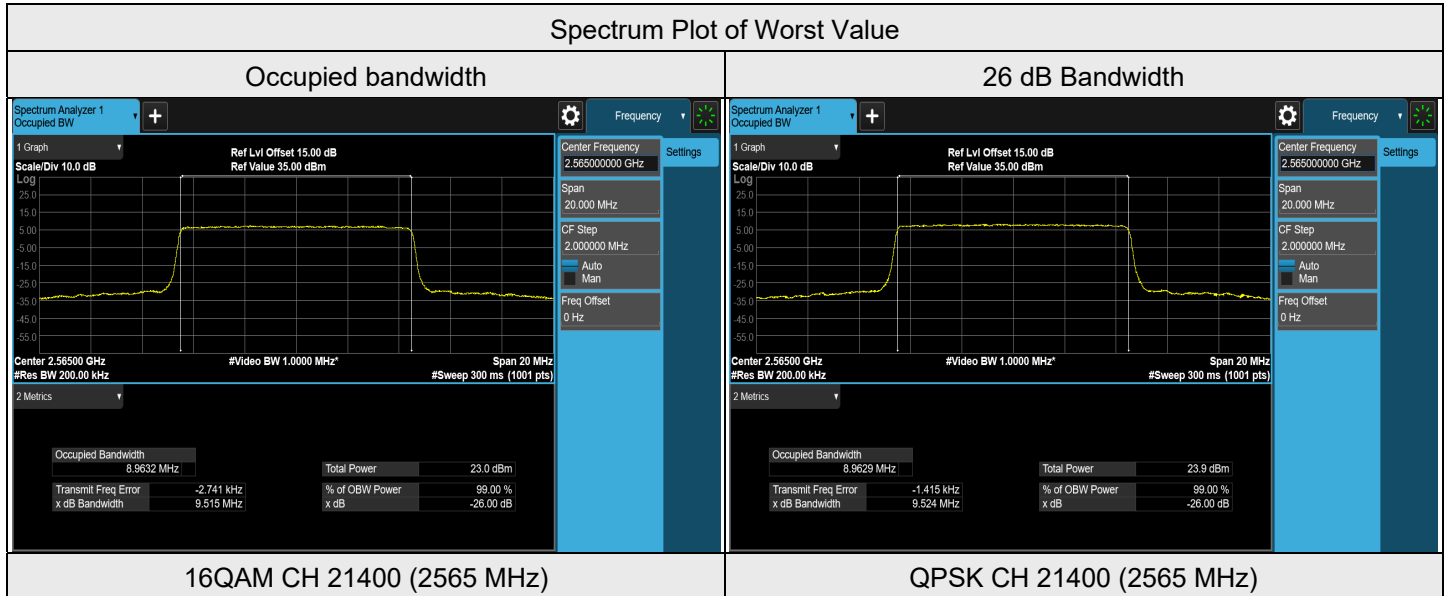 Spectrum Plot of Worst Value
Occupied bandwidth
26 dB Bandwidth
Spectrum Analyzer 1
Occupied BW
+
Frequency
1 Graph
Scale/Div 10.0 dB
Ref Lvl Offset 15.00 dB
Ref Value 35.00 dBm
Log
25.0
15.0
5.00
-5.00
-15.0
-25.0
-35.0
-45.0
-55.0
Center 2.56500 GHz
#Res BW 200.00 kHz
#Video BW 1.0000 MHz*
Span 20 MHz
#Sweep 300 ms (1001 pts)
Center Frequency
2.565000000 GHz
Settings
Span
20.000 MHz
CF Step
2.000000 MHz
Auto
Man
Freq Offset
0 Hz
2 Metrics
Occupied Bandwidth
8.9632 MHz
Total Power 23.0 dBm
Transmit Freq Error -2.741 kHz % of OBW Power 99.00 %
x dB Bandwidth 9.515 MHz x dB -26.00 dB
Spectrum Analyzer 1
Occupied BW
+
Frequency
1 Graph
Scale/Div 10.0 dB
Ref Lvl Offset 15.00 dB
Ref Value 35.00 dBm
Log
25.0
15.0
5.00
-5.00
-15.0
-25.0
-35.0
-45.0
-55.0
Center 2.56500 GHz
#Res BW 200.00 kHz
#Video BW 1.0000 MHz*
Span 20 MHz
#Sweep 300 ms (1001 pts)
Center Frequency
2.565000000 GHz
Settings
Span
20.000 MHz
CF Step
2.000000 MHz
Auto
Man
Freq Offset
0 Hz
2 Metrics
Occupied Bandwidth
8.9629 MHz
Total Power 23.9 dBm
Transmit Freq Error -1.415 kHz % of OBW Power 99.00 %
x dB Bandwidth 9.524 MHz x dB -26.00 dB
16QAM CH 21400 (2565 MHz)
QPSK CH 21400 (2565 MHz)